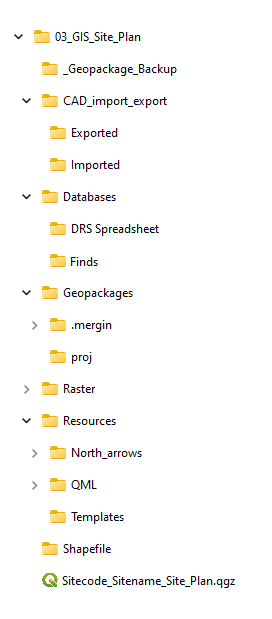 03_GIS_Site_Plan
_Geopackage_Backup
CAD_import_export
Exported
Imported
Databases
DRS Spreadsheet
Finds
Geopackages
.mergin
proj
Raster
Resources
North_arrows
QML
Templates
Shapefile
Sitecode_Sitename_Site_Plan.qgz